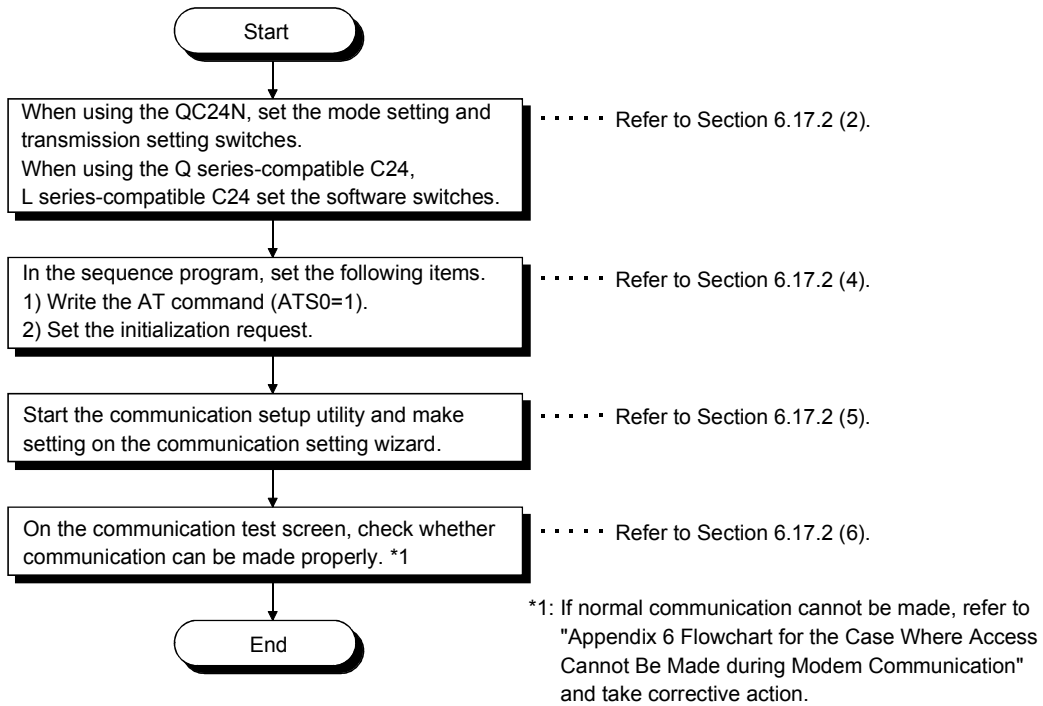 Start
When using the QC24N, set the mode setting and
transmission setting switches.
When using the Q series-compatible C24,
L series-compatible C24 set the software switches.
Refer to Section 6.17.2 (2).
In the sequence program, set the following items.
1) Write the AT command (ATS0=1).
2) Set the initialization request.
Refer to Section 6.17.2 (4).
Start the communication setup utility and make
setting on the communication setting wizard.
Refer to Section 6.17.2 (5).
On the communication test screen, check whether
communication can be made properly. *1
Refer to Section 6.17.2 (6).
End
*1: If normal communication cannot be made, refer to
"Appendix 6 Flowchart for the Case Where Access
Cannot Be Made during Modem Communication"
and take corrective action.